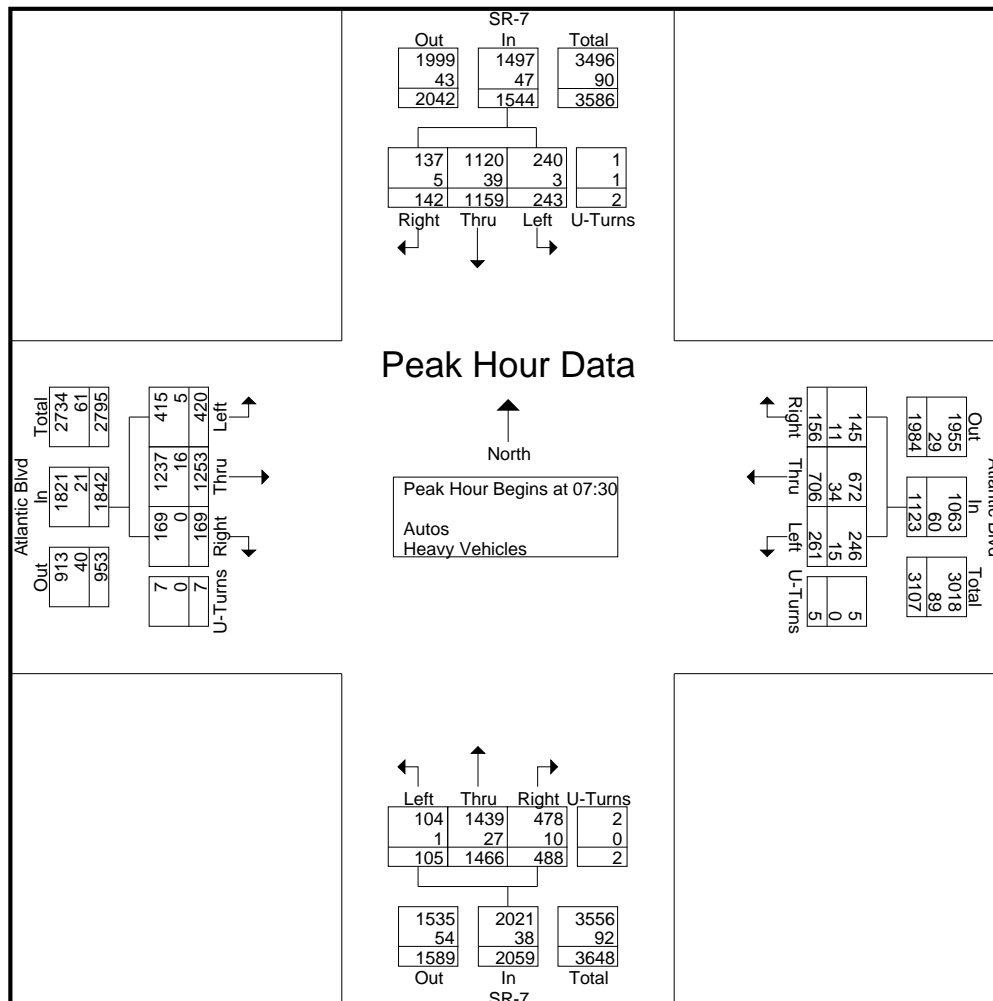 SR-7
Out In Total
1999 1497 3496
43 47 90
2042 1544 3586
137 1120 240 1
5 39 3 1
142 1159 243 2
Right Thru Left U-Turns
Peak Hour Data
North
Peak Hour Begins at 07:30
Autos
Heavy Vehicles
Atlantic Blvd
Out In Total
913 1821 2734
40 21 61
953 1842 2795
U-Turns Right Thru Left
7 169 1237 415
0 0 16 5
7 169 1253 420
Atlantic Blvd
Out In Total
1955 1063 3018
29 60 89
1984 1123 3107
145 672 246 5
11 34 15 0
156 706 261 5
Right Thru Left U-Turns
Left Thru Right U-Turns
104 1439 478 2
1 27 10 0
105 1466 488 2
1535 2021 3556
54 38 92
1589 2059 3648
Out In Total
SR-7